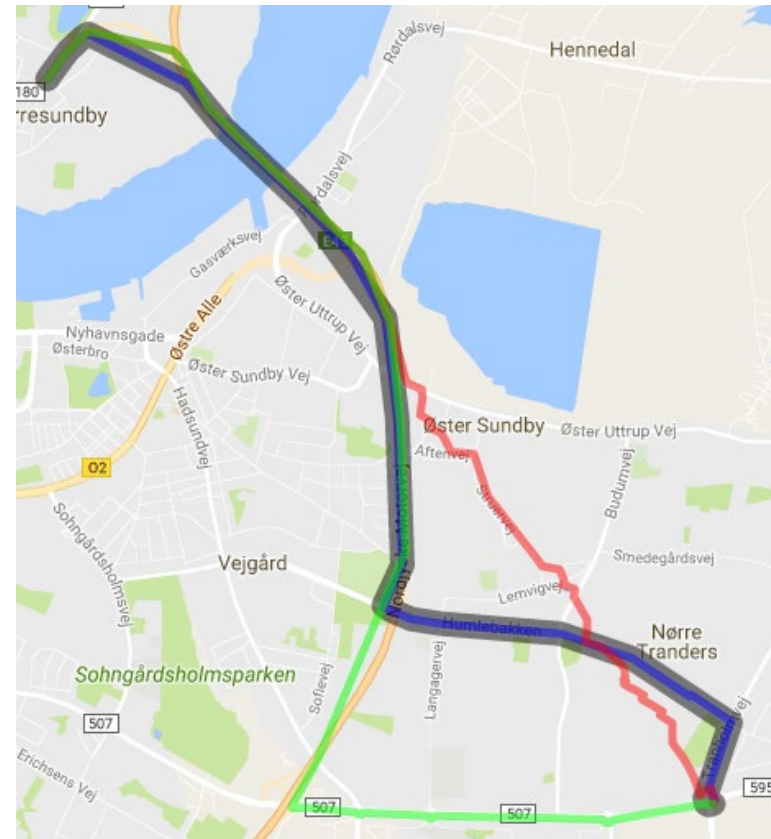 Hennedal
Rørdalsvej
180
rresundby
Rørdalsvej
E45
Gasværksvej
Øster Uttrup Vej
Østre Alle
Nyhavnsgade
Østerbro
Øster Sundby Vej
Hadsundvej
Øster Sundby
Øster Uttrup Vej
Aftenvej
O2
Struervej
Budumvej
Sohngårdsholmsvej
Vejgård
Smedegårdsvej
Lemvigvej
Humlebakken
Nørre
Tranders
Sohngårdsholmsparken
Sofievej
Langagervej
507
Tranholmvej
Erichsens Vej
507
507
595